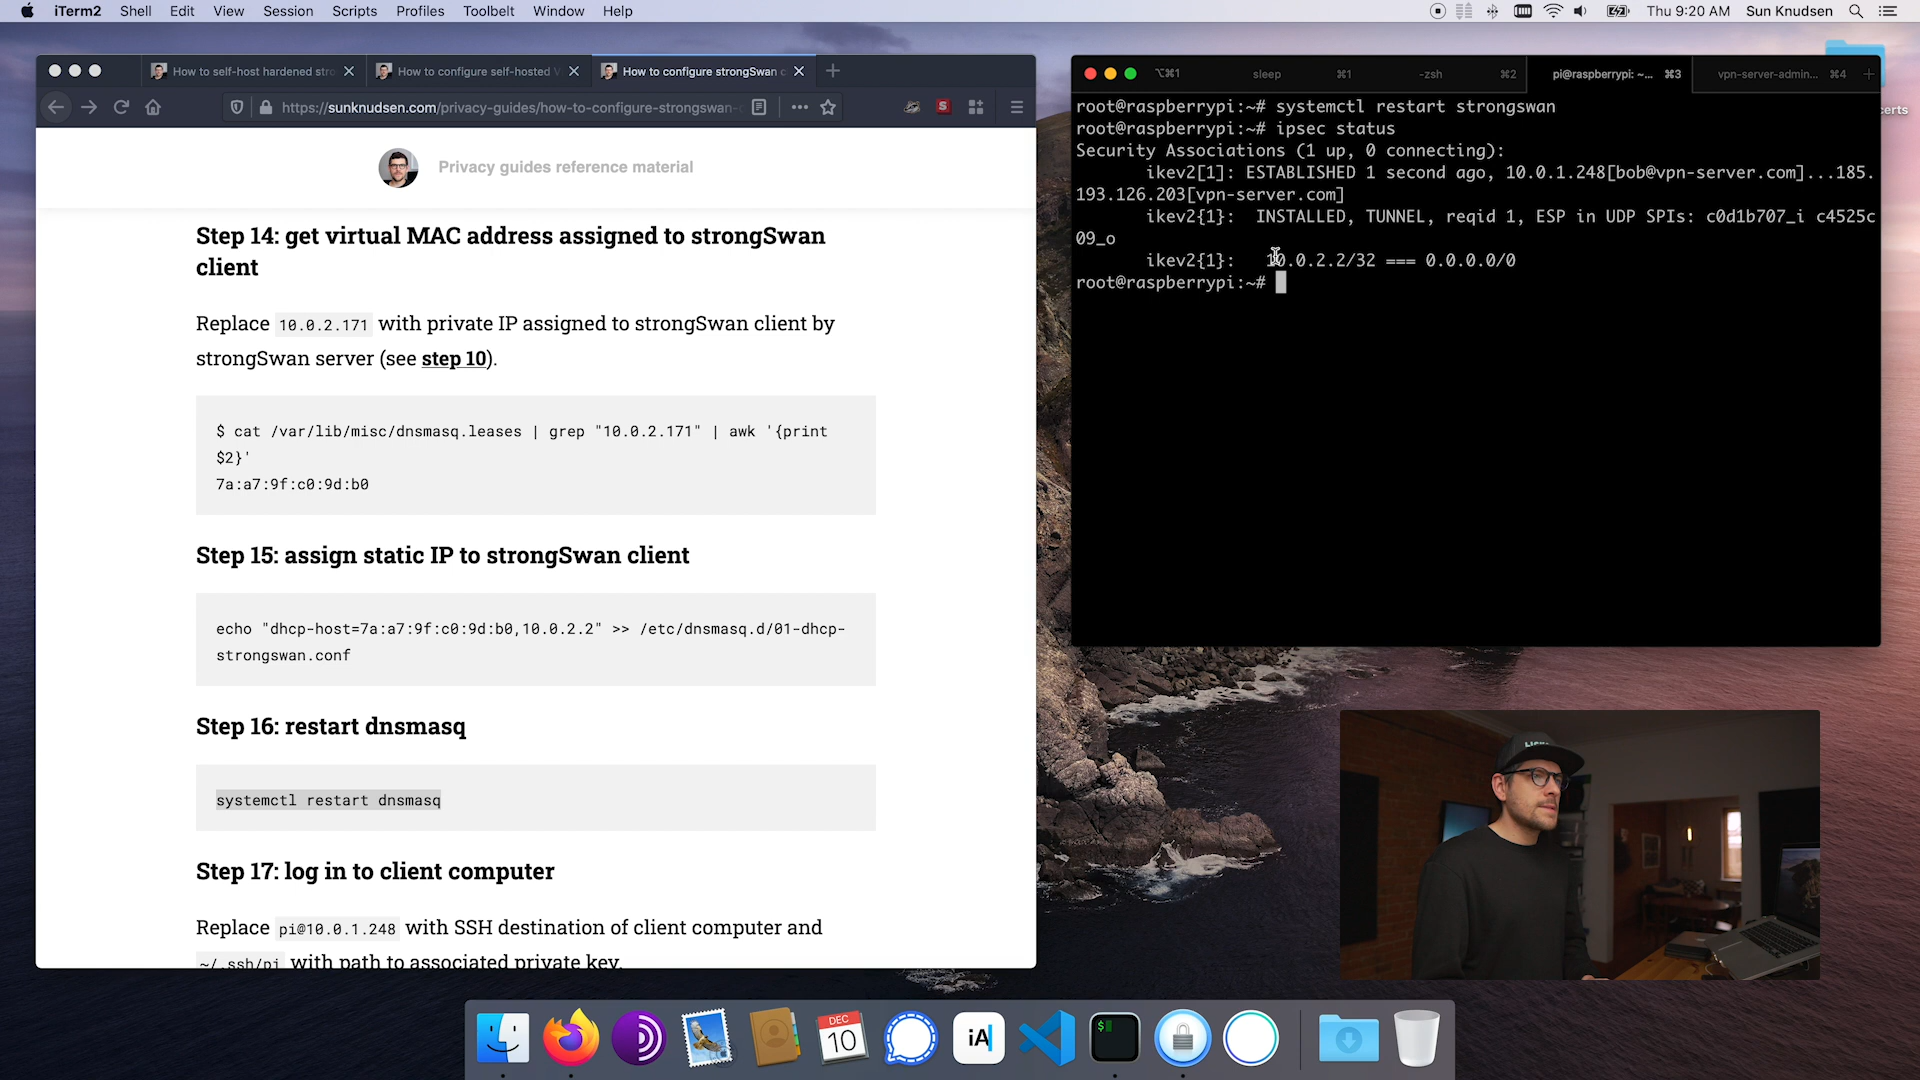 iTerm2 Shell Edit View Session Scripts Profiles Toolbelt Window Help
Thu 9:20 AM Sun Knudsen
How to self-host hardened stro
How to configure self-hosted V
How to configure strongSwan c
https://sunknudsen.com/privacy-guides/how-to-configure-strongswan-
Privacy guides reference material
Step 14: get virtual MAC address assigned to strongSwan
client
Replace 10.0.2.171 with private IP assigned to strongSwan client by
strongSwan server (see step 10).
$ cat /var/lib/misc/dnsmasq.leases | grep "10.0.2.171" | awk '{print
$2}'
7a:a7:9f:c0:9d:b0
Step 15: assign static IP to strongSwan client
echo "dhcp-host=7a:a7:9f:c0:9d:b0,10.0.2.2" >> /etc/dnsmasq.d/01-dhcp-
strongswan.conf
Step 16: restart dnsmasq
systemctl restart dnsmasq
Step 17: log in to client computer
Replace pi@10.0.1.248 with SSH destination of client computer and
~/.ssh/pi with path to associated private key.
⌥⌘1 sleep ⌘1 -zsh ⌘2 pi@raspberrypi: ~... ⌘3 vpn-server-admin... ⌘4
root@raspberrypi:~# systemctl restart strongswan
root@raspberrypi:~# ipsec status
Security Associations (1 up, 0 connecting):
ikev2[1]: ESTABLISHED 1 second ago, 10.0.1.248[bob@vpn-server.com]...185.
193.126.203[vpn-server.com]
ikev2{1}: INSTALLED, TUNNEL, reqid 1, ESP in UDP SPIs: c0d1b707_i c4525c
09_o
ikev2{1}: 10.0.2.2/32 === 0.0.0.0/0
root@raspberrypi:~#
certs
DEC
10
iA
$